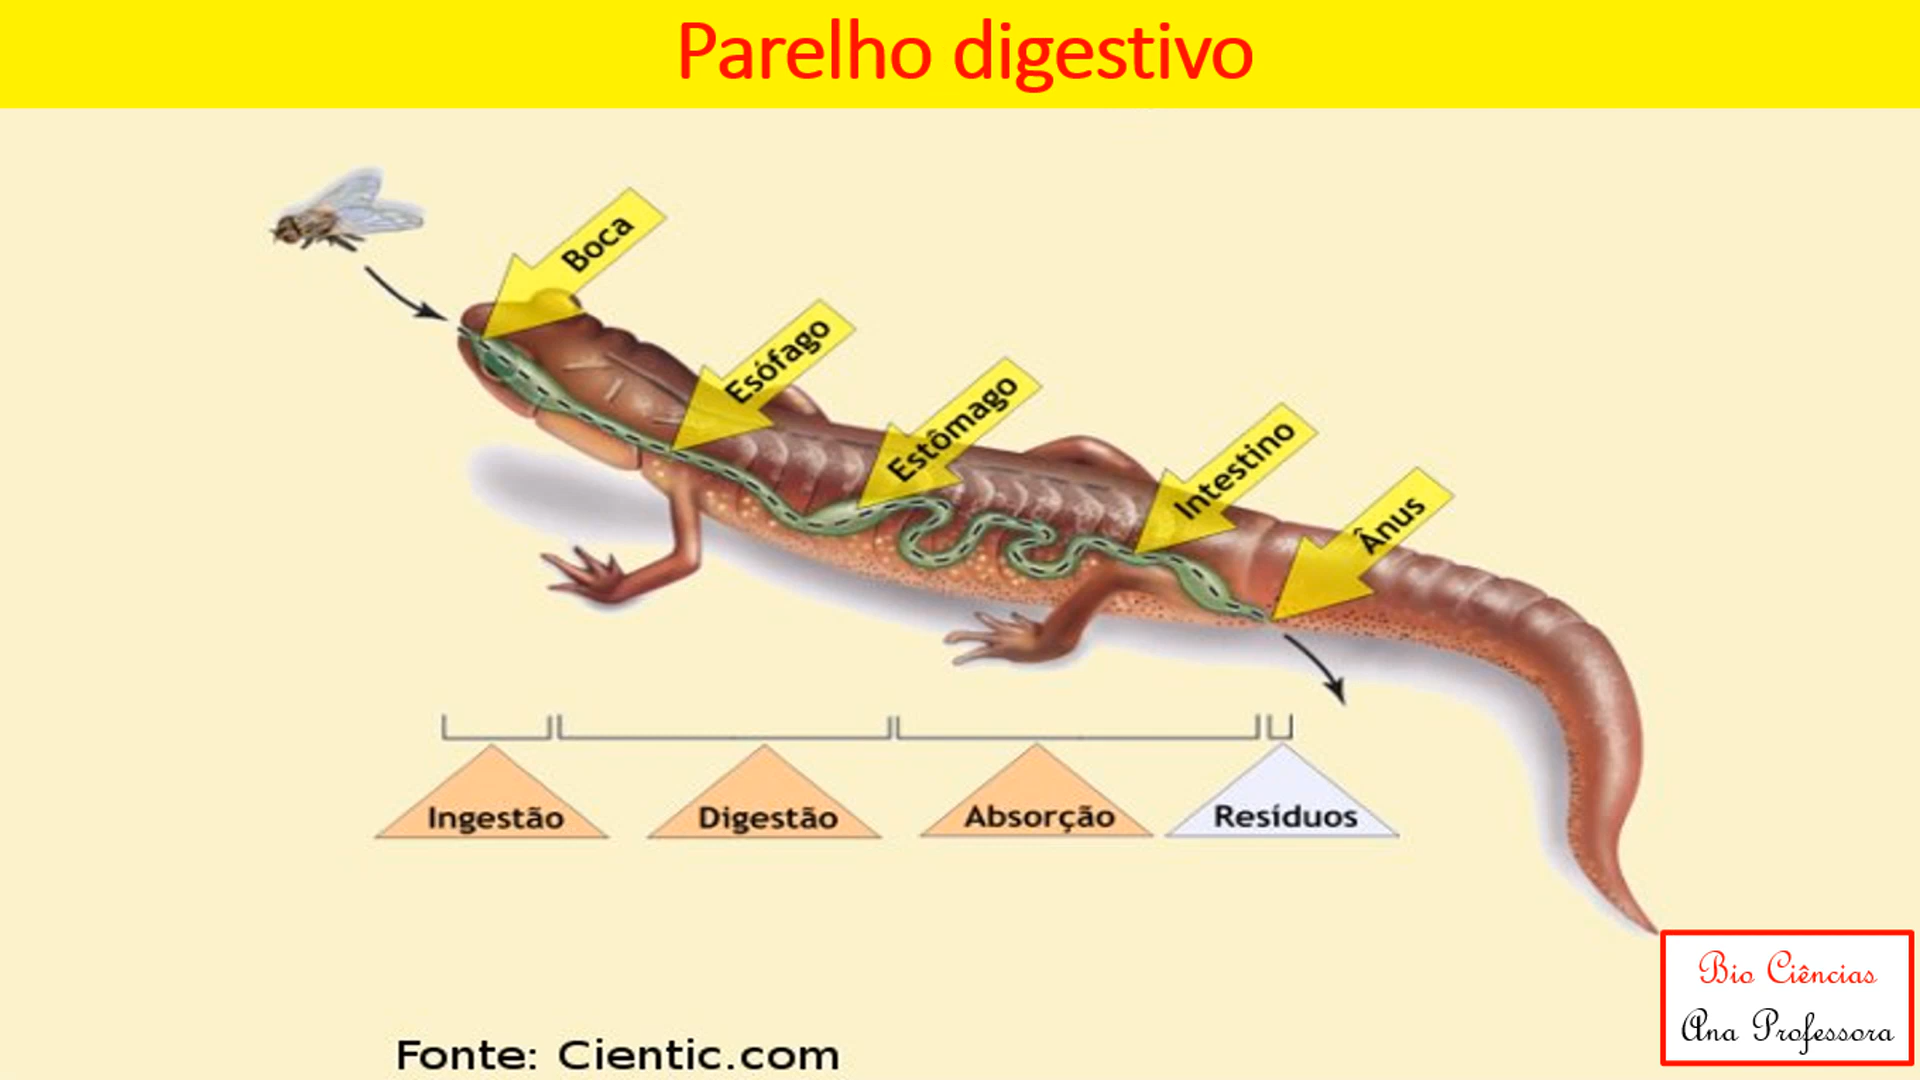 Parelho digestivo
Boca
Esófago
Estômago
Intestino
Ânus
Ingestão
Digestão
Absorção
Resíduos
Bio Ciências
Ana Professora
Fonte: Cientic.com